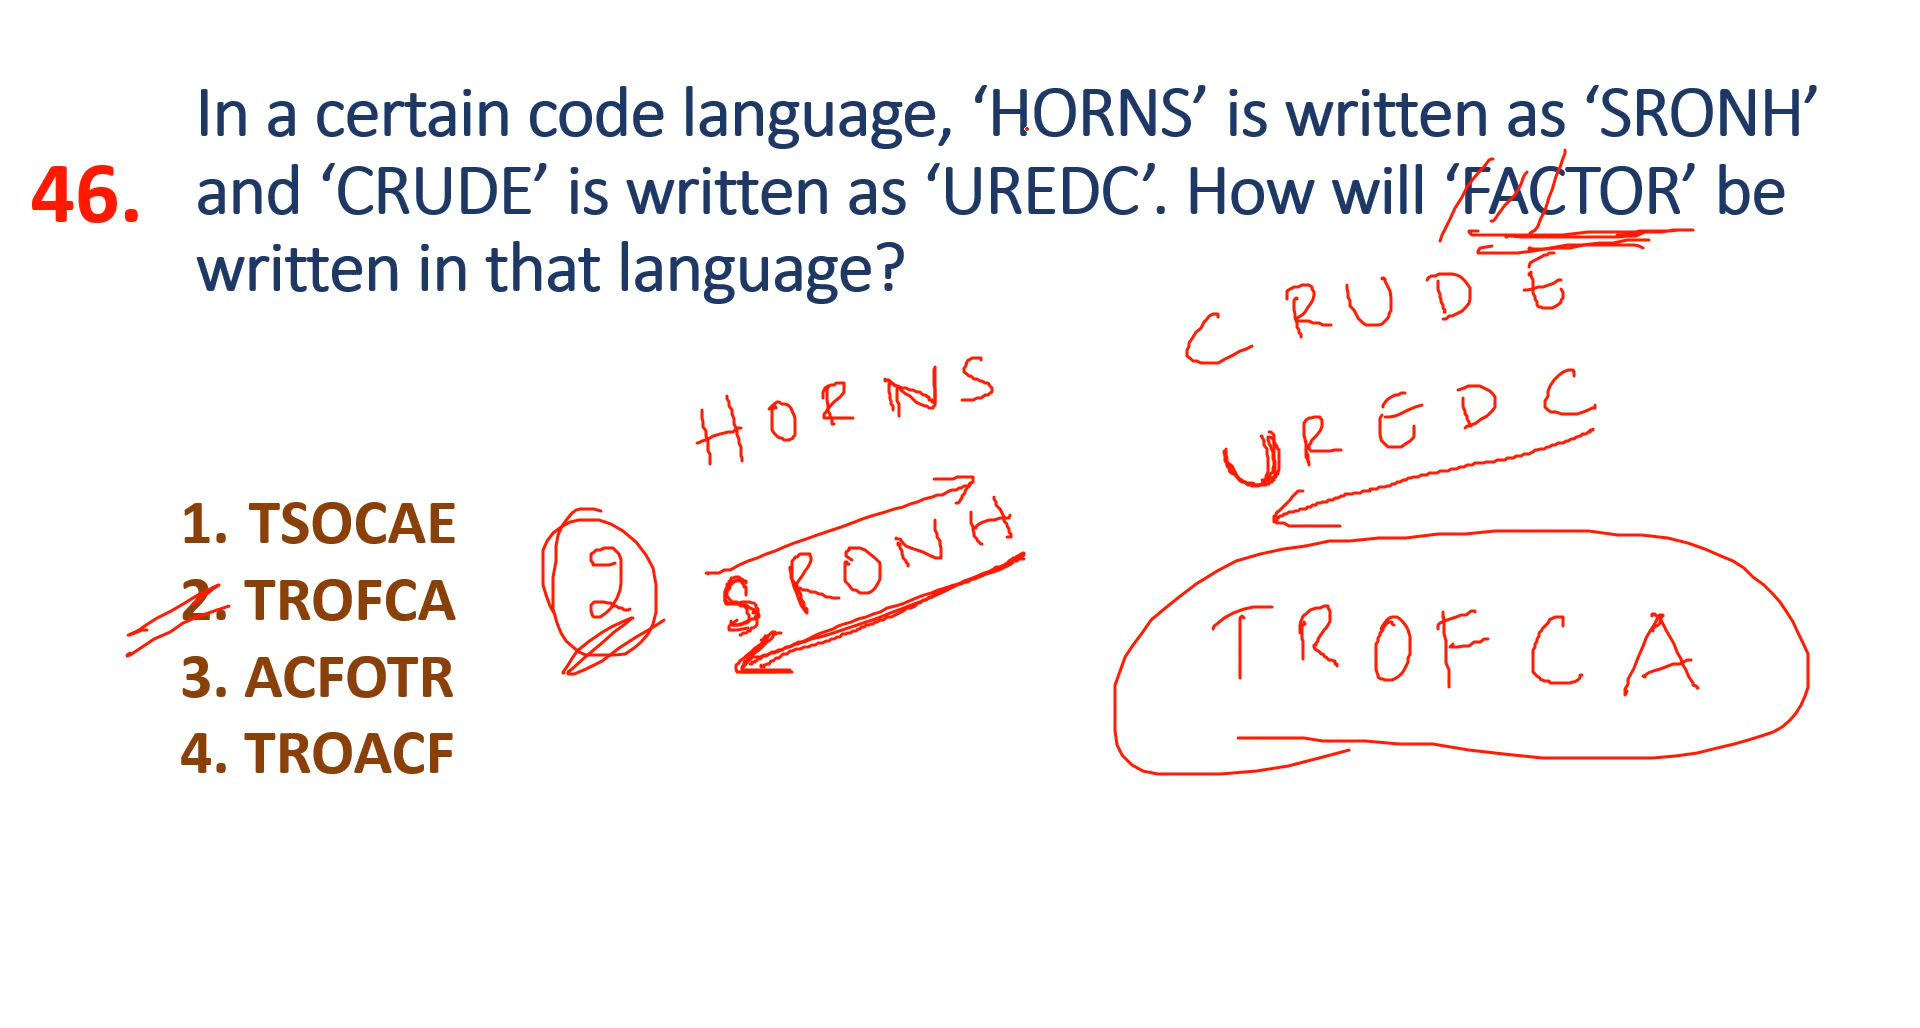 In a certain code language, ‘HORNS’ is written as ‘SRONH’
46. and ‘CRUDE’ is written as ‘UREDC’. How will ‘FACTOR’ be
written in that language?
CRUDE
HORNS
UREDC
1. TSOCAE
2. TROFCA
3. ACFOTR
4. TROACF
2
SRONH
TROFCA